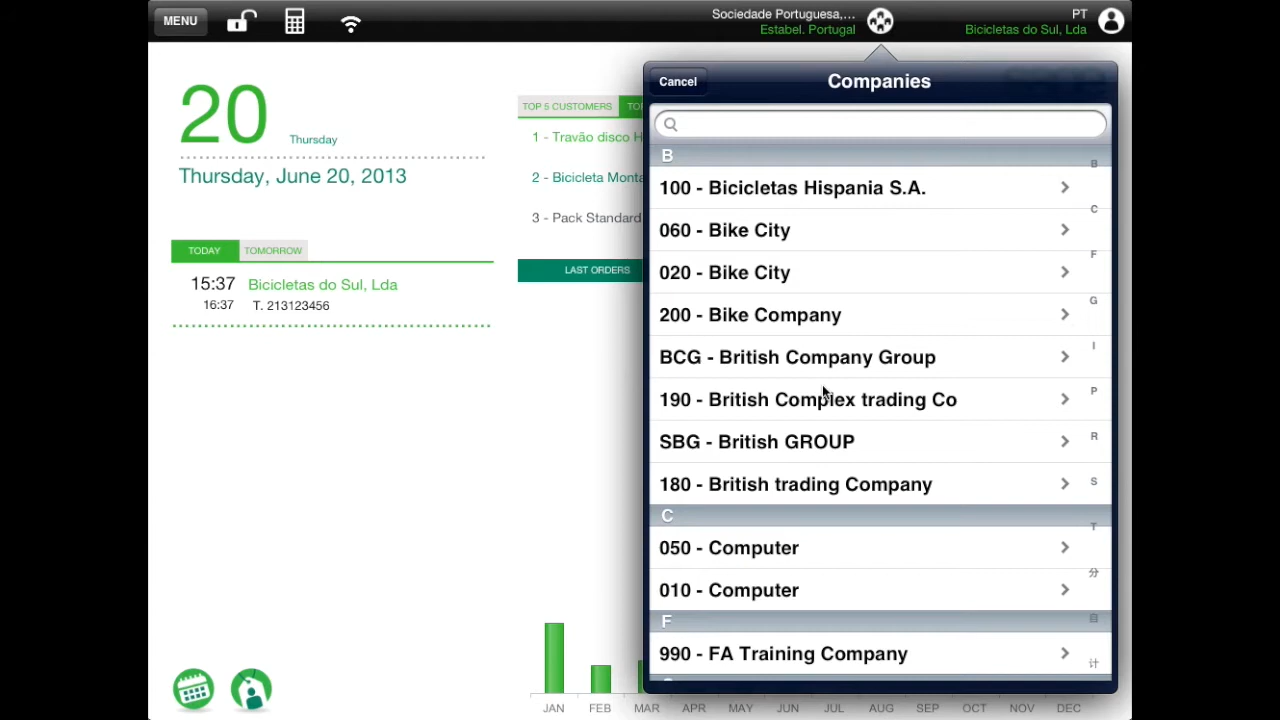 MENU
Sociedade Portuguesa,...
Estabel. Portugal
PT
Bicicletas do Sul, Lda
20
Thursday
Thursday, June 20, 2013
TODAY
TOMORROW
15:37 Bicicletas do Sul, Lda
16:37 T. 213123456
TOP 5 CUSTOMERS
1 - Travão disco
2 - Bicicleta Monta
3 - Pack Standard
LAST ORDERS
Cancel
Companies
B
100 - Bicicletas Hispania S.A.
060 - Bike City
020 - Bike City
200 - Bike Company
BCG - British Company Group
190 - British Complex trading Co
SBG - British GROUP
180 - British trading Company
C
050 - Computer
010 - Computer
F
990 - FA Training Company
B
C
F
G
I
P
R
S
T
分
自
计
JAN FEB MAR APR MAY JUN JUL AUG SEP OCT NOV DEC